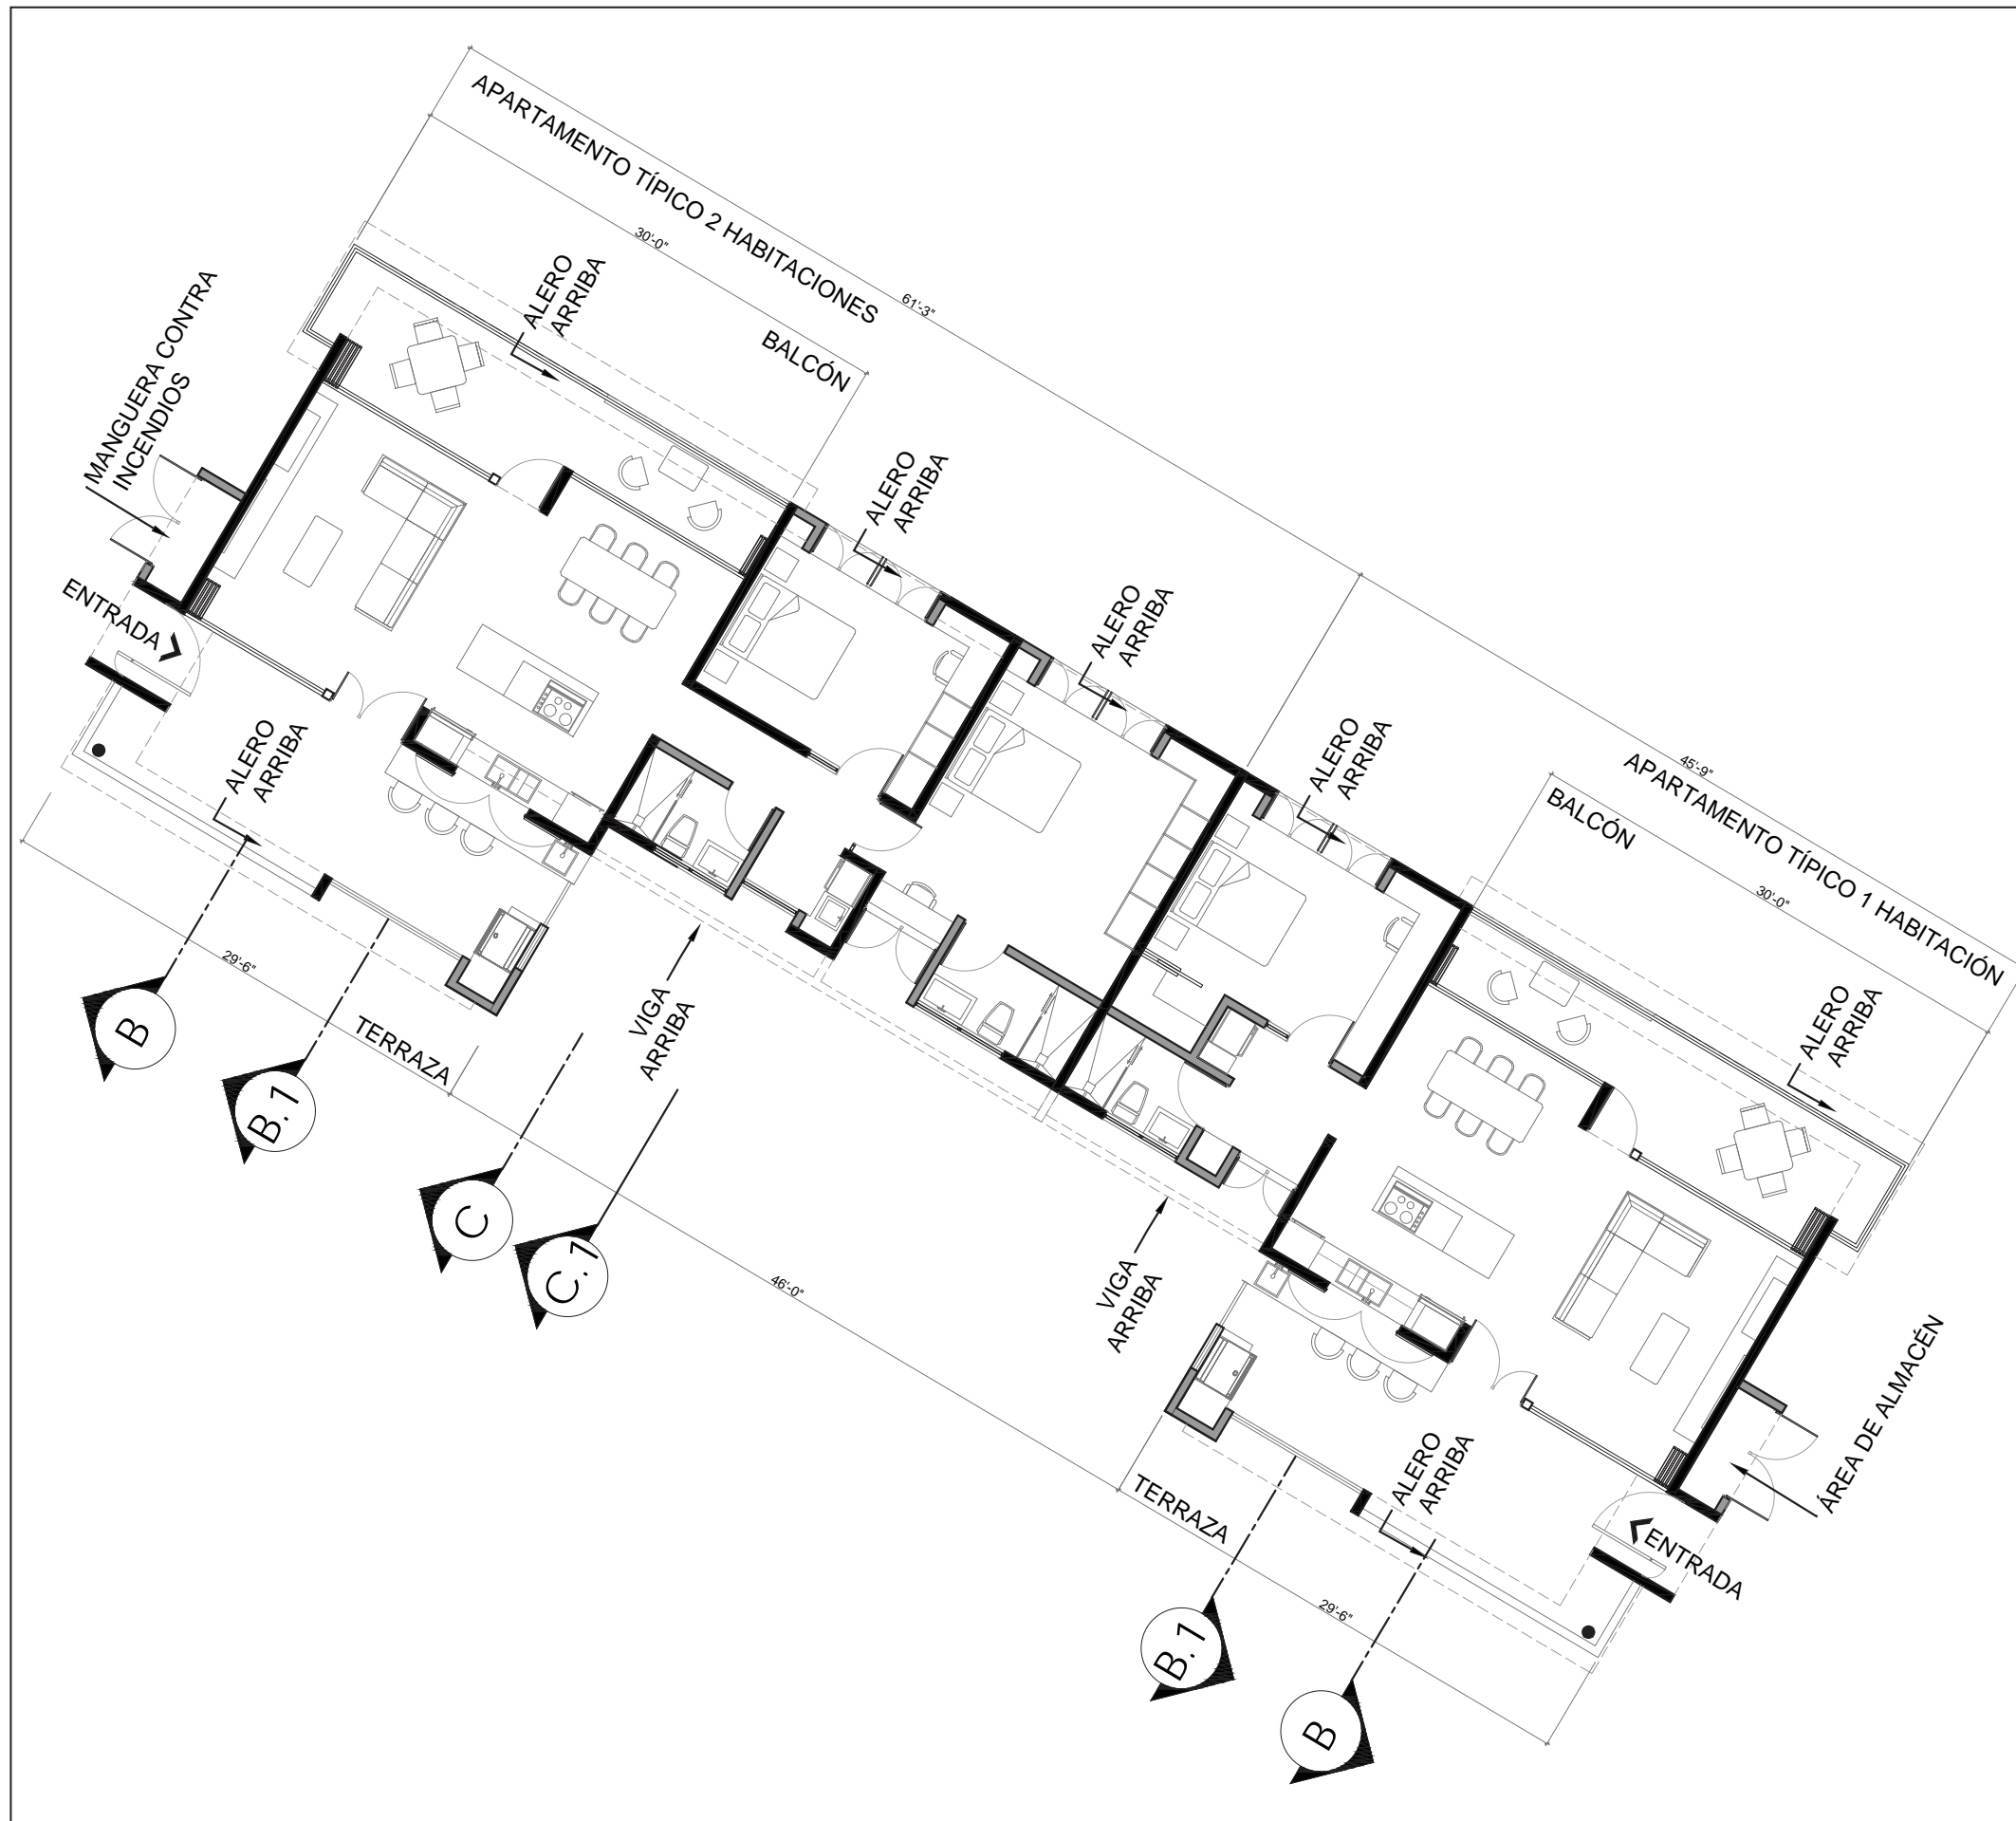 APARTAMENTO TÍPICO 2 HABITACIONES
61'-3"
30'-0"
BALCÓN
ALERO
ARRIBA
MANGUERA CONTRA
INCENDIOS
ENTRADA
ALERO
ARRIBA
ALERO
ARRIBA
ALERO
ARRIBA
ALERO
ARRIBA
APARTAMENTO TÍPICO 1 HABITACIÓN
45'-9"
BALCÓN
30'-0"
ALERO
ARRIBA
29'-6"
TERRAZA
B
B.1
C
C.1
VIGA
ARRIBA
46'-0"
VIGA
ARRIBA
TERRAZA
29'-6"
ALERO
ARRIBA
ÁREA DE ALMACÉN
ENTRADA
B.1
B